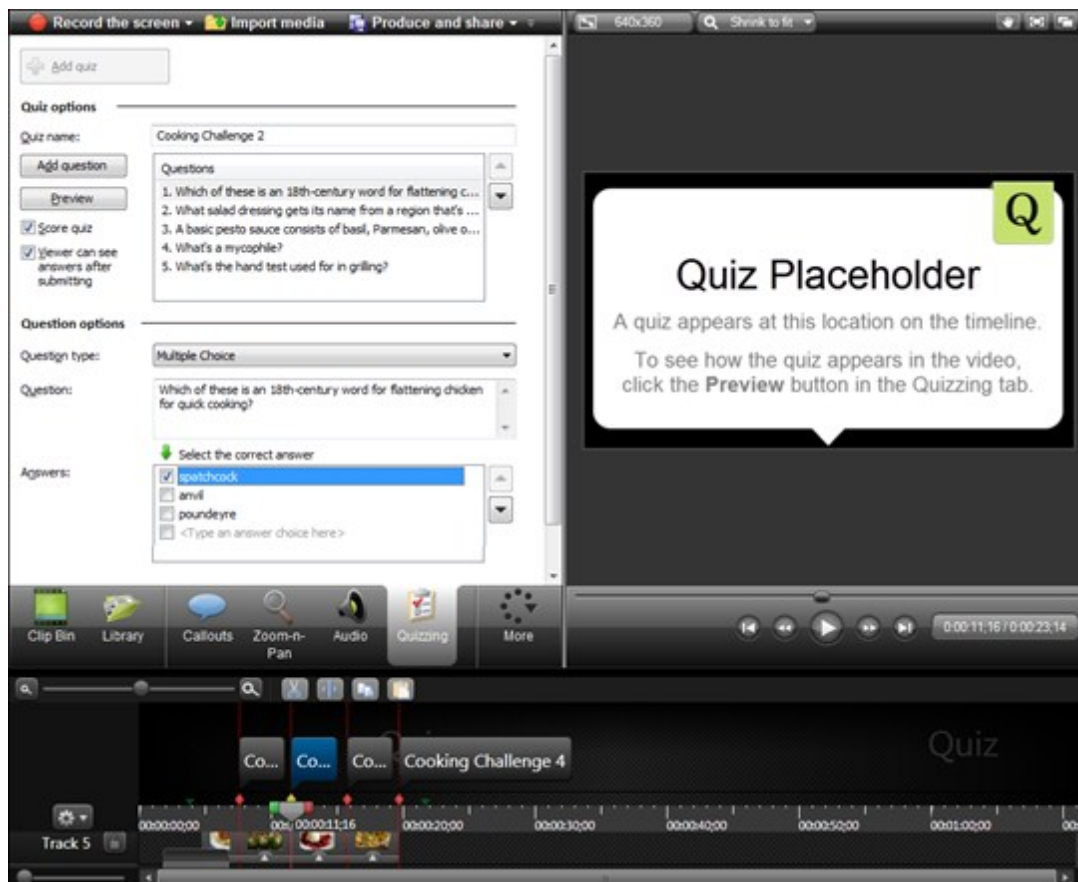 Record the screen
Import media
Produce and share
640x360
Shrink to fit
Add quiz
Quiz options
Quiz name:
Cooking Challenge 2
Add question
Preview
Score quiz
Viewer can see
answers after
submitting
Questions
1. Which of these is an 18th-century word for flattening c...
2. What salad dressing gets its name from a region that's ...
3. A basic pesto sauce consists of basil, Parmesan, olive o...
4. What's a mycophile?
5. What's the hand test used for in grilling?
Question options
Question type:
Multiple Choice
Question:
Which of these is an 18th-century word for flattening chicken
for quick cooking?
Select the correct answer
Answers:
spatchcock
anvil
poundeyre
<Type an answer choice here>
Q
Quiz Placeholder
A quiz appears at this location on the timeline.
To see how the quiz appears in the video,
click the Preview button in the Quizzing tab.
Clip Bin
Library
Callouts
Zoom-n-
Pan
Audio
Quizzing
More
0:00:11;16 / 0:00:23;14
Quiz
Co...
Co...
Co...
Cooking Challenge 4
00:00:00;00
00:00:11;16
00:00:20;00
00:00:30;00
00:00:40;00
00:00:50;00
00:01:00;00
Track 5